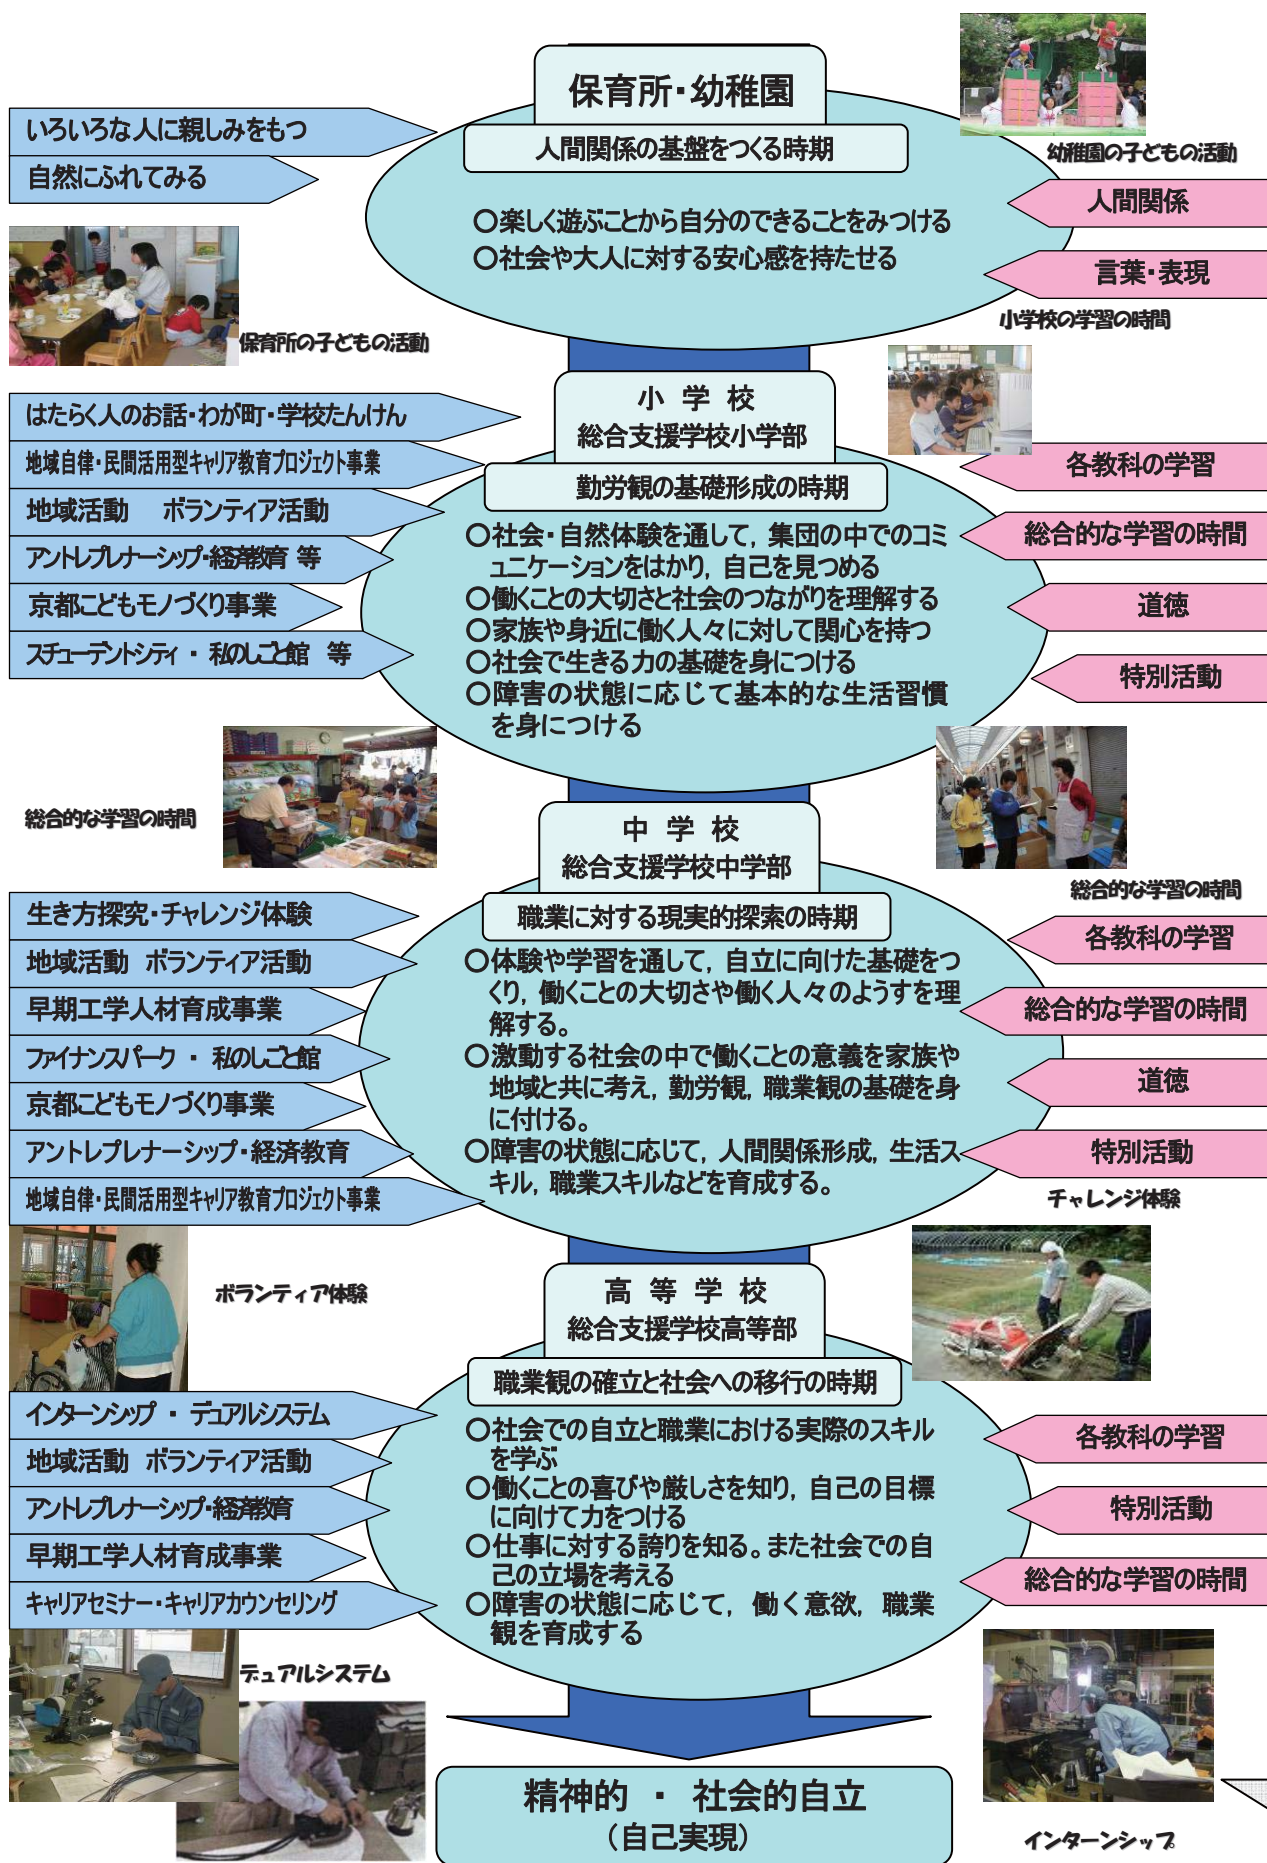 保育所・幼稚園
人間関係の基盤をつくる時期
いろいろな人に親しみをもつ
自然にふれてみる
○楽しく遊ぶことから自分のできることをみつける
○社会や大人に対する安心感を持たせる
幼稚園の子どもの活動
人間関係
言葉・表現
保育所の子どもの活動
小学校の学習の時間
小 学 校
総合支援学校小学部
勤労観の基礎形成の時期
はたらく人のお話・わが町・学校たんけん
地域自律・民間活用型キャリア教育プロジェクト事業
地域活動 ボランティア活動
アントレプレナーシップ・経済教育 等
京都こどもモノづくり事業
スチューデントシティ ・ 私のしごと館 等
○社会・自然体験を通して, 集団の中でのコミ
ュニケーションをはかり, 自己を見つめる
○働くことの大切さと社会のつながりを理解する
○家族や身近に働く人々に対して関心を持つ
○社会で生きる力の基礎を身につける
○障害の状態に応じて基本的な生活習慣
を身につける
各教科の学習
総合的な学習の時間
道徳
特別活動
総合的な学習の時間
総合的な学習の時間
中 学 校
総合支援学校中学部
職業に対する現実的探索の時期
生き方探究・チャレンジ体験
地域活動 ボランティア活動
早期工学人材育成事業
ファイナンスパーク ・ 私のしごと館
京都こどもモノづくり事業
アントレプレナーシップ・経済教育
地域自律・民間活用型キャリア教育プロジェクト事業
○体験や学習を通して, 自立に向けた基礎をつ
くり, 働くことの大切さや働く人々のようすを理
解する。
○激動する社会の中で働くことの意義を家族や
地域と共に考え, 勤労観, 職業観の基礎を身
に付ける。
○障害の状態に応じて, 人間関係形成, 生活ス
キル, 職業スキルなどを育成する。
各教科の学習
総合的な学習の時間
道徳
特別活動
チャレンジ体験
ボランティア体験
高 等 学 校
総合支援学校高等部
職業観の確立と社会への移行の時期
インターンシップ ・ デュアルシステム
地域活動 ボランティア活動
アントレプレナーシップ・経済教育
早期工学人材育成事業
キャリアセミナー・キャリアカウンセリング
○社会での自立と職業における実際のスキル
を学ぶ
○働くことの喜びや厳しさを知り, 自己の目標
に向けて力をつける
○仕事に対する誇りを知る。また社会での自
己の立場を考える
○障害の状態に応じて, 働く意欲, 職業
観を育成する
各教科の学習
特別活動
総合的な学習の時間
デュアルシステム
インターンシップ
精神的 ・ 社会的自立
(自己実現)